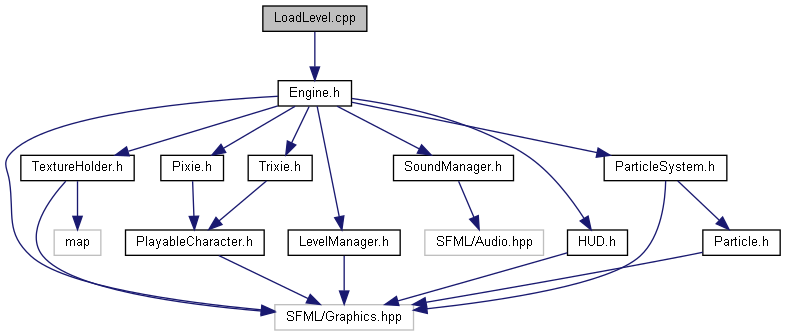 LoadLevel.cpp
Engine.h
TextureHolder.h
Pixie.h
Trixie.h
SoundManager.h
ParticleSystem.h
map
PlayableCharacter.h
LevelManager.h
SFML/Audio.hpp
HUD.h
Particle.h
SFML/Graphics.hpp